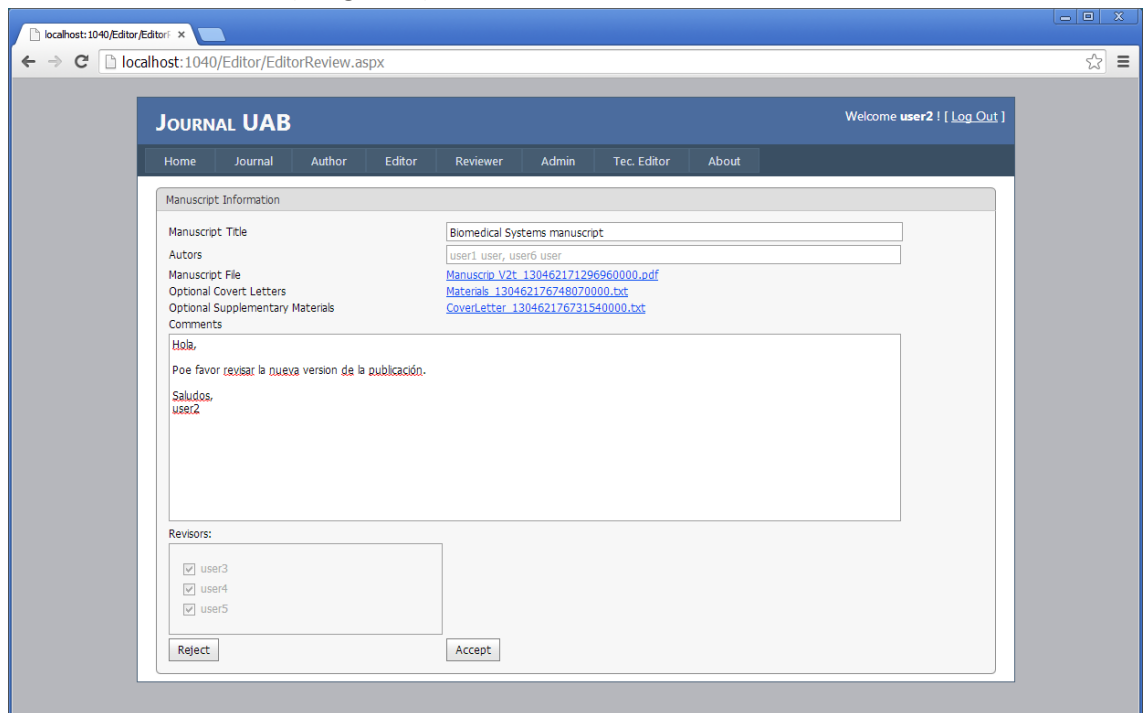 localhost:1040/Editor/Editor
localhost:1040/Editor/EditorReview.aspx
JOURNAL UAB
Welcome user2 ! [ Log Out ]
Home Journal Author Editor Reviewer Admin Tec. Editor About
Manuscript Information
Manuscript Title Biomedical Systems manuscript
Autors user1 user, user6 user
Manuscript File Manuscrip V2t_130462171296960000.pdf
Optional Covert Letters Materials_130462176748070000.txt
Optional Supplementary Materials CoverLetter_130462176731540000.txt
Comments
Hola,
Poe favor revisar la nueva version de la publicación.
Saludos,
user2
Revisors:
user3
user4
user5
Reject Accept